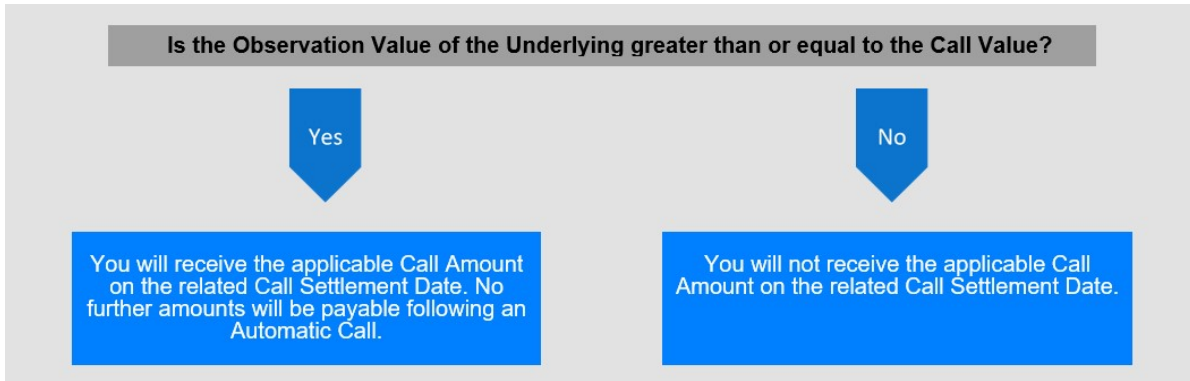 Is the Observation Value of the Underlying greater than or equal to the Call Value?
Yes
No
You will receive the applicable Call Amount
on the related Call Settlement Date. No
further amounts will be payable following an
Automatic Call.
You will not receive the applicable Call
Amount on the related Call Settlement Date.